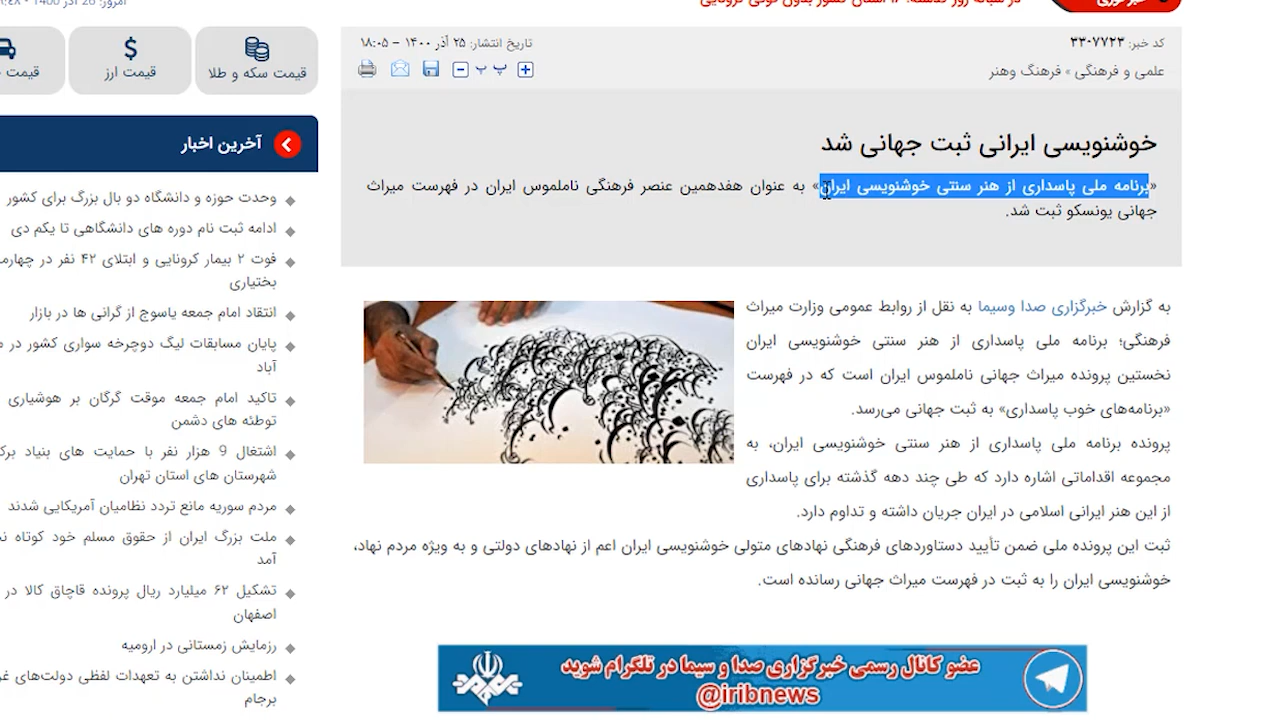 کد خبر: ۳۳۰۷۷۲۳
تاریخ انتشار: ۲۵ آذر ۱۴۰۰ - ۱۸:۰۵
علمی و فرهنگی » فرهنگ وهنر
پ پ
خوشنویسی ایرانی ثبت جهانی شد
«برنامه ملی پاسداری از هنر سنتی خوشنویسی ایران» به عنوان هفدهمین عنصر فرهنگی ناملموس ایران در فهرست میراث
جهانی یونسکو ثبت شد.
به گزارش خبرگزاری صدا وسیما به نقل از روابط عمومی وزارت میراث
فرهنگی؛ برنامه ملی پاسداری از هنر سنتی خوشنویسی ایران
نخستین پرونده میراث جهانی ناملموس ایران است که در فهرست
«برنامه‌های خوب پاسداری» به ثبت جهانی می‌رسد.
پرونده برنامه ملی پاسداری از هنر سنتی خوشنویسی ایران، به
مجموعه اقداماتی اشاره دارد که طی چند دهه گذشته برای پاسداری
از این هنر ایرانی اسلامی در ایران جریان داشته و تداوم دارد.
ثبت این پرونده ملی ضمن تأیید دستاوردهای فرهنگی نهادهای متولی خوشنویسی ایران اعم از نهادهای دولتی و به ویژه مردم نهاد،
خوشنویسی ایران را به ثبت در فهرست میراث جهانی رسانده است.
عضو کانال رسمی خبرگزاری صدا و سیما در تلگرام شوید
@iribnews
قیمت سکه و طلا
قیمت ارز
قیمت
آخرین اخبار
وحدت حوزه و دانشگاه دو بال بزرگ برای کشور
ادامه ثبت نام دوره های دانشگاهی تا یکم دی
فوت ۲ بیمار کرونایی و ابتلای ۴۲ نفر در
بختیاری
انتقاد امام جمعه یاسوج از گرانی ها در بازار
پایان مسابقات لیگ دوچرخه سواری کشور در
آباد
تاکید امام جمعه موقت گرگان بر هوشیاری
توطئه های دشمن
اشتغال 9 هزار نفر با حمایت های بنیاد
شهرستان های استان تهران
مردم سوریه مانع تردد نظامیان آمریکایی شدند
ملت بزرگ ایران از حقوق مسلم خود کوتاه
آمد
تشکیل ۶۲ میلیارد ریال پرونده قاچاق کالا در
اصفهان
رزمایش زمستانی در ارومیه
اطمینان نداشتن به تعهدات لفظی دولت‌های
برجام